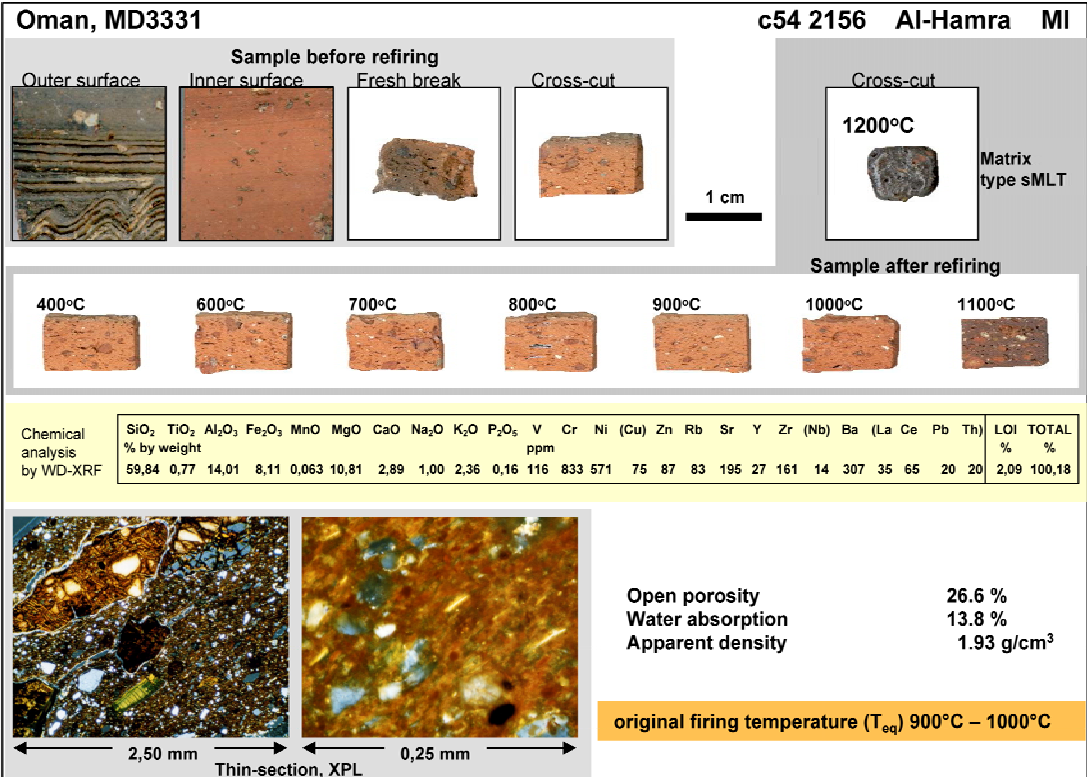 Oman, MD3331 c54 2156 Al-Hamra MI
Sample before refiring
Outer surface Inner surface Fresh break Cross-cut Cross-cut
1200°C
Matrix
type sMLT
1 cm
Sample after refiring
400°C 600°C 700°C 800°C 900°C 1000°C 1100°C
Chemical
analysis
by WD-XRF
SiO₂ TiO₂ Al₂O₃ Fe₂O₃ MnO MgO CaO Na₂O K₂O P₂O₅ V Cr Ni (Cu) Zn Rb Sr Y Zr (Nb) Ba (La Ce Pb Th) LOI TOTAL
% by weight ppm % %
59,84 0,77 14,01 8,11 0,063 10,81 2,89 1,00 2,36 0,16 116 833 571 75 87 83 195 27 161 14 307 35 65 20 20 2,09 100,18
Open porosity 26.6 %
Water absorption 13.8 %
Apparent density 1.93 g/cm³
original firing temperature (Teq) 900°C – 1000°C
2,50 mm 0,25 mm
Thin-section, XPL